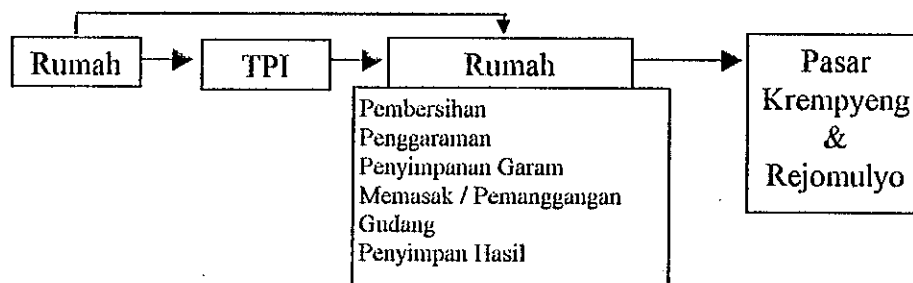 Rumah
TPI
Rumah
Pembersihan
Penggaraman
Penyimpanan Garam
Memasak / Pemanggangan
Gudang
Penyimpan Hasil
Pasar
Krempyeng
&
Rejomulyo